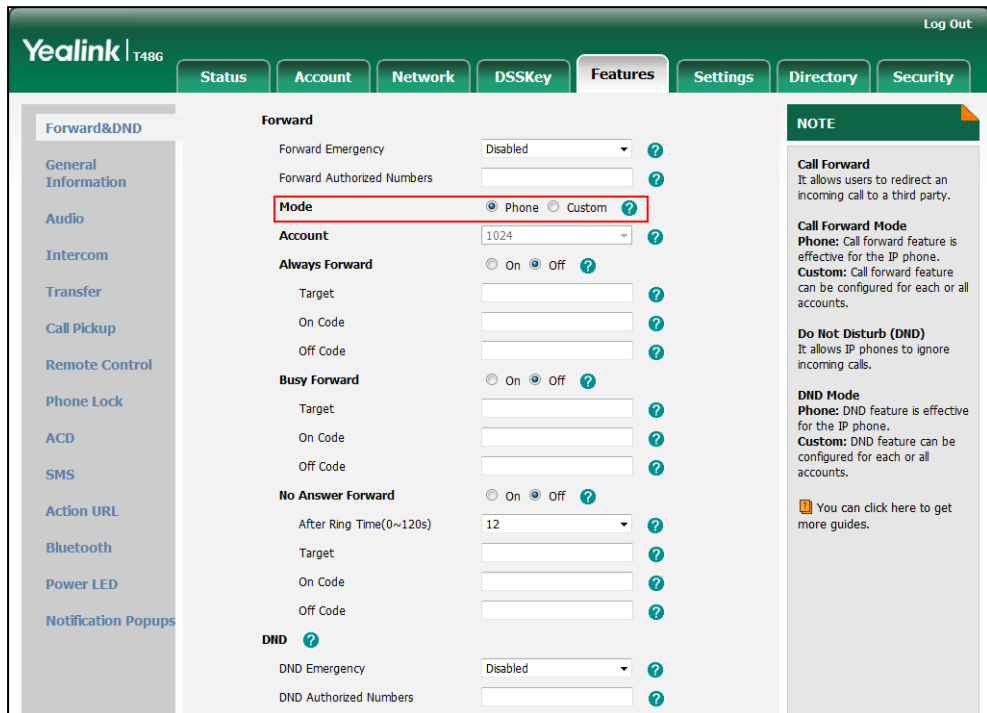 Log Out
Yealink T48G
Status Account Network DSSKey Features Settings Directory Security
Forward&DND
General
Information
Audio
Intercom
Transfer
Call Pickup
Remote Control
Phone Lock
ACD
SMS
Action URL
Bluetooth
Power LED
Notification Popups
Forward
Forward Emergency Disabled ?
Forward Authorized Numbers ?
Mode Phone Custom ?
Account 1024 ?
Always Forward On Off ?
Target ?
On Code ?
Off Code ?
Busy Forward On Off ?
Target ?
On Code ?
Off Code ?
No Answer Forward On Off ?
After Ring Time(0~120s) 12 ?
Target ?
On Code ?
Off Code ?
DND ?
DND Emergency Disabled ?
DND Authorized Numbers ?
NOTE
Call Forward
It allows users to redirect an
incoming call to a third party.
Call Forward Mode
Phone: Call forward feature is
effective for the IP phone.
Custom: Call forward feature
can be configured for each or all
accounts.
Do Not Disturb (DND)
It allows IP phones to ignore
incoming calls.
DND Mode
Phone: DND feature is effective
for the IP phone.
Custom: DND feature can be
configured for each or all
accounts.
? You can click here to get
more guides.